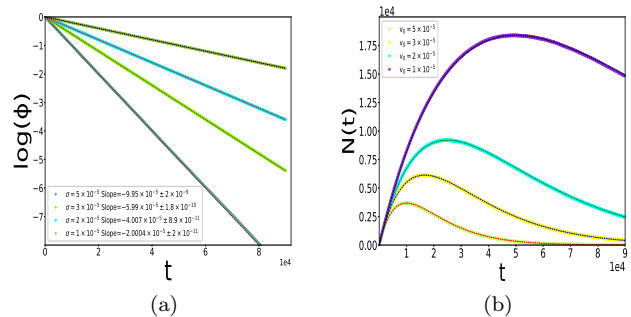 1e4
0
−1
−2
−3
−4
−5
−6
−7
log(ϕ)
σ = 5 × 10⁻⁵ Slope=−9.95 × 10⁻⁵ ± 2 × 10⁻⁹
σ = 3 × 10⁻⁵ Slope=−5.99 × 10⁻⁵ ± 1.8 × 10⁻¹⁰
σ = 2 × 10⁻⁵ Slope=−4.007 × 10⁻⁵ ± 8.9 × 10⁻¹¹
σ = 1 × 10⁻⁵ Slope=−2.0004 × 10⁻⁵ ± 2 × 10⁻¹¹
0 2 4 6 8
1e4
t
(a)
1.75
1.50
1.25
1.00
0.75
0.50
0.25
0.00
N(t)
v₀ = 5 × 10⁻⁵
v₀ = 3 × 10⁻⁵
v₀ = 2 × 10⁻⁵
v₀ = 1 × 10⁻⁵
1 2 3 4 5 6 7 8 9
1e4
t
(b)